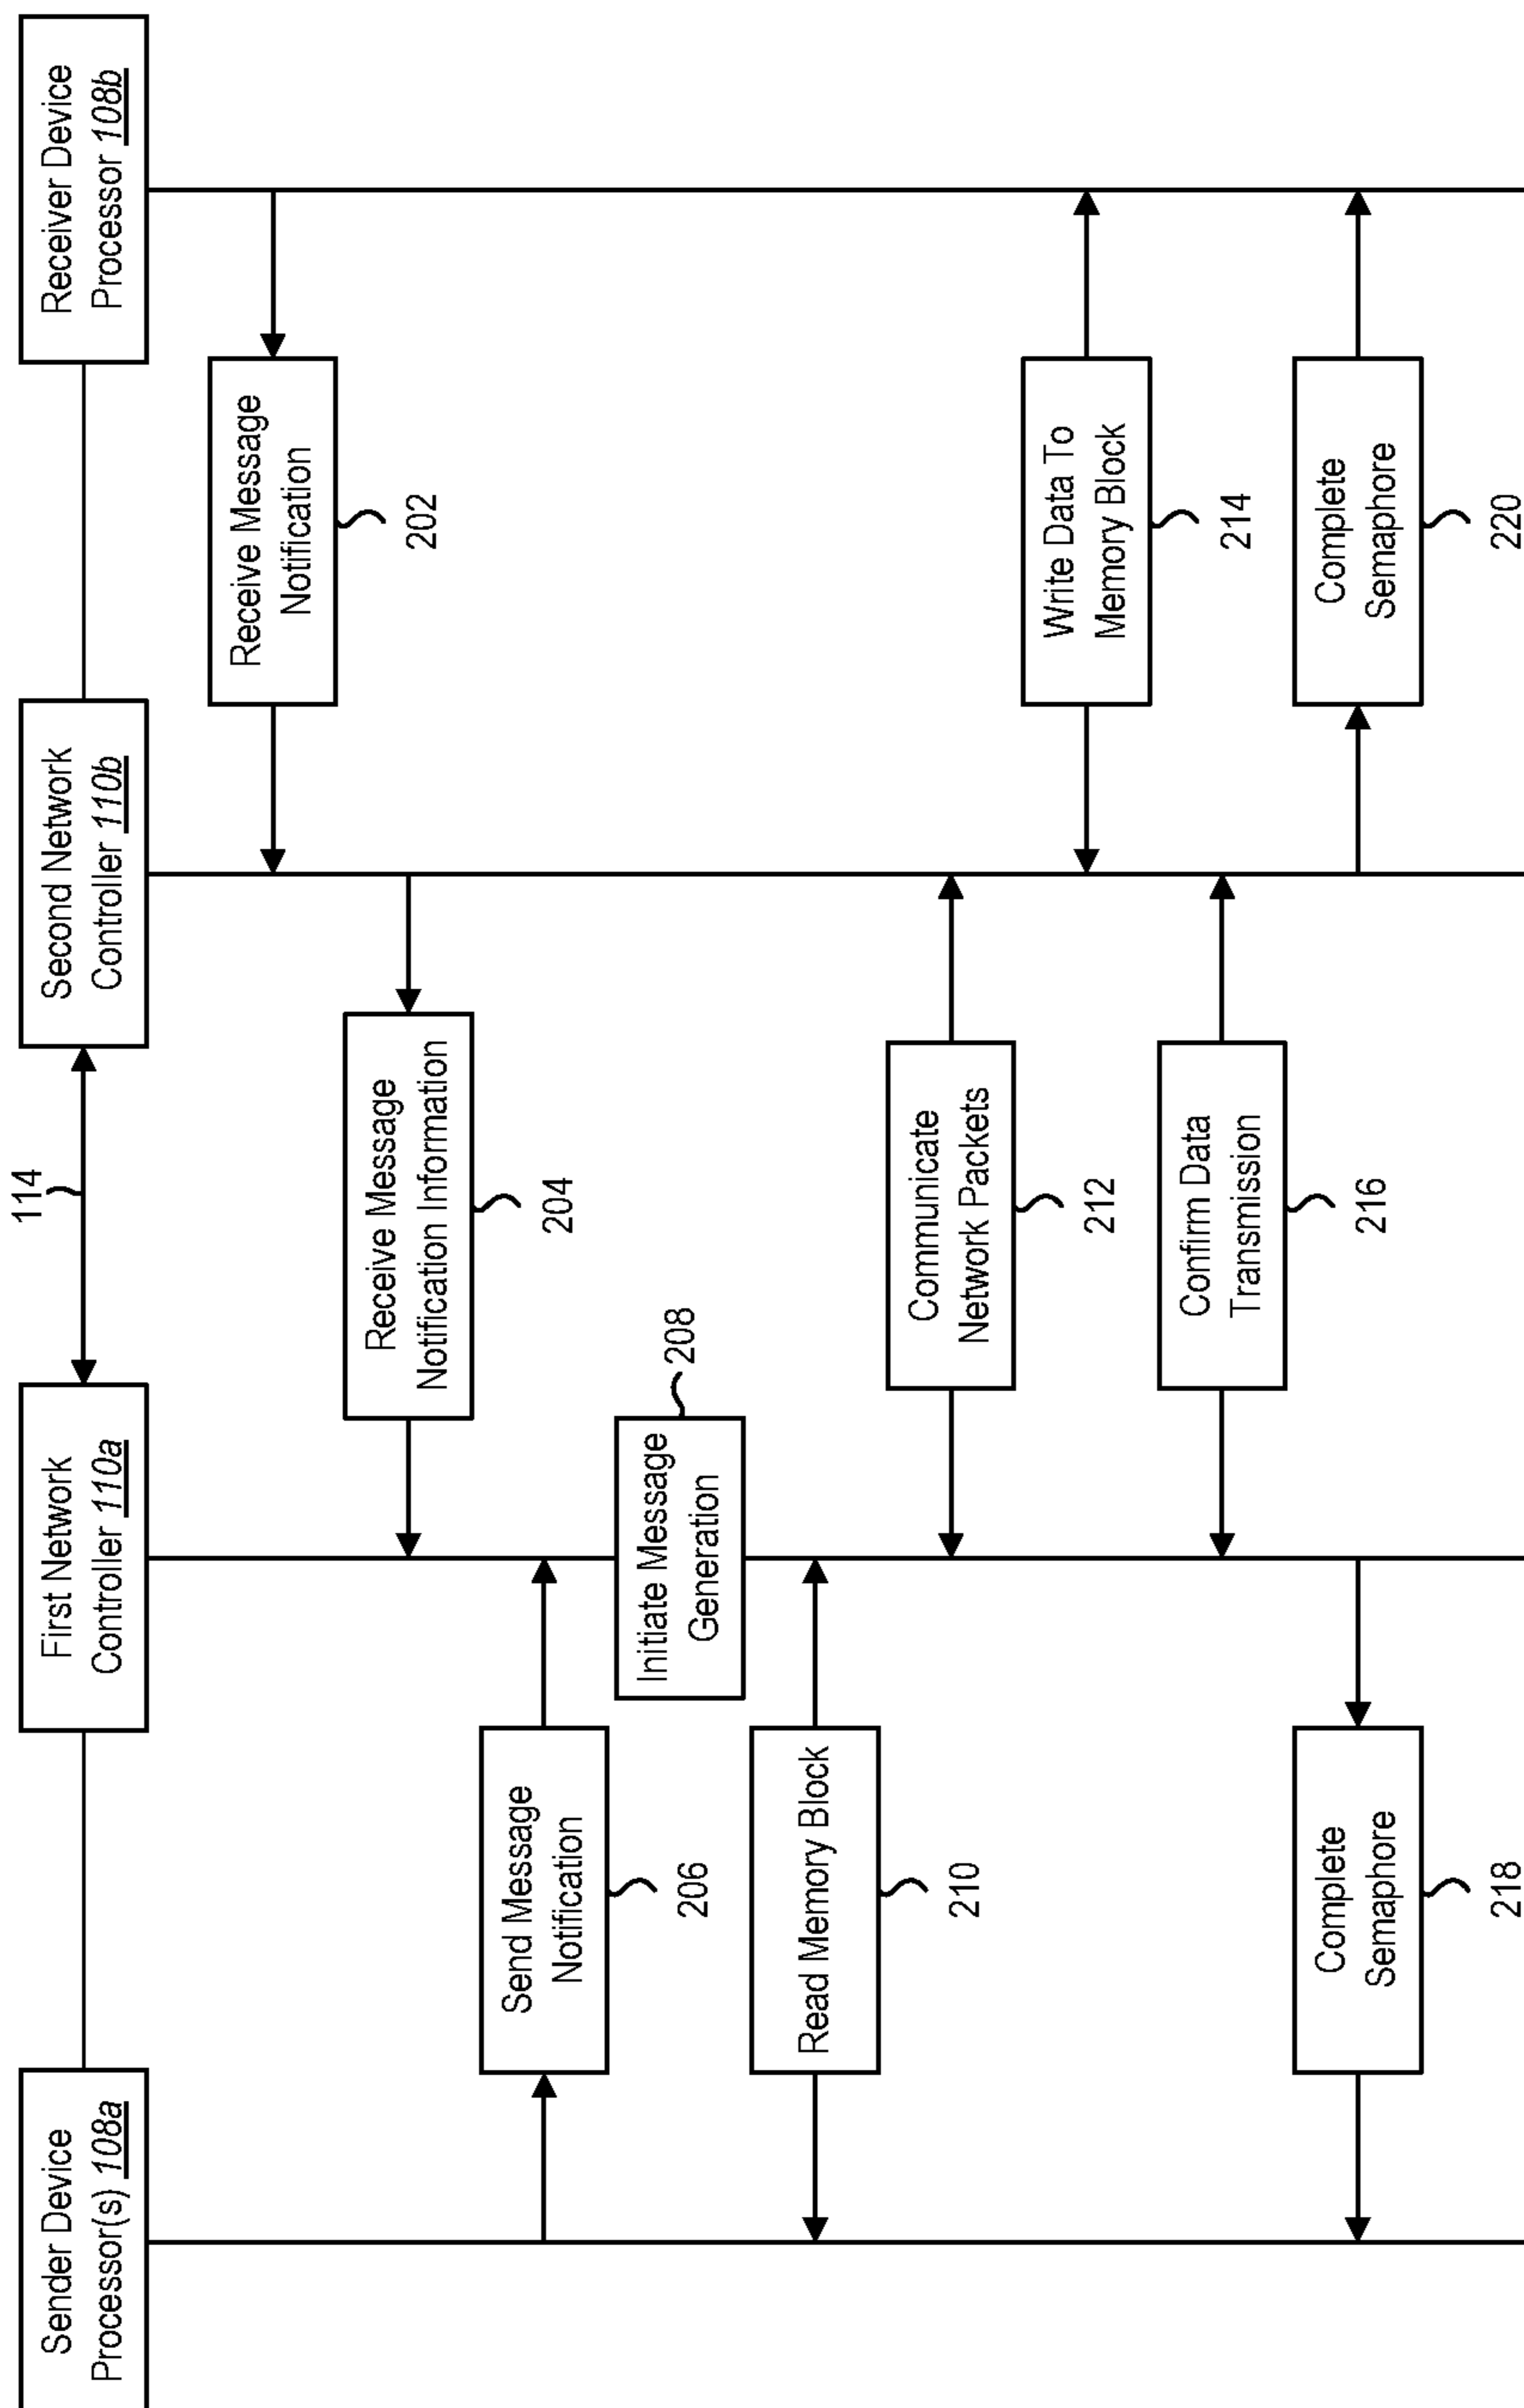 Sender Device
Processor(s) 108a
First Network
Controller 110a
114
Second Network
Controller 110b
Receiver Device
Processor 108b
Receive Message
Notification
202
Receive Message
Notification Information
204
Send Message
Notification
206
Initiate Message
Generation
208
Read Memory Block
210
Communicate
Network Packets
212
Write Data To
Memory Block
214
Confirm Data
Transmission
216
Complete
Semaphore
218
Complete
Semaphore
220